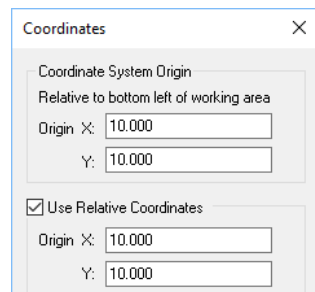 Coordinates
Coordinate System Origin
Relative to bottom left of working area
Origin X: 10.000
Y: 10.000
Use Relative Coordinates
Origin X: 10.000
Y: 10.000